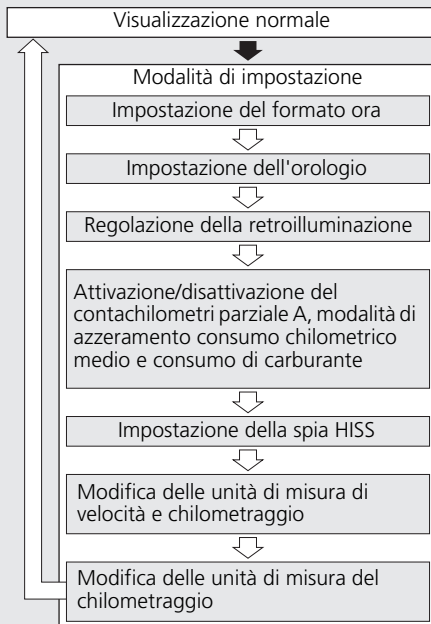 Visualizzazione normale
Modalità di impostazione
Impostazione del formato ora
Impostazione dell'orologio
Regolazione della retroilluminazione
Attivazione/disattivazione del
contachilometri parziale A, modalità di
azzeramento consumo chilometrico
medio e consumo di carburante
Impostazione della spia HISS
Modifica delle unità di misura di
velocità e chilometraggio
Modifica delle unità di misura del
chilometraggio